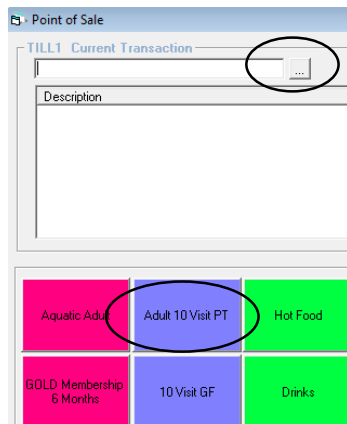 Point of Sale
TILL1 Current Transaction
...
Description
Aquatic Adult
Adult 10 Visit PT
Hot Food
GOLD Membership
6 Months
10 Visit GF
Drinks